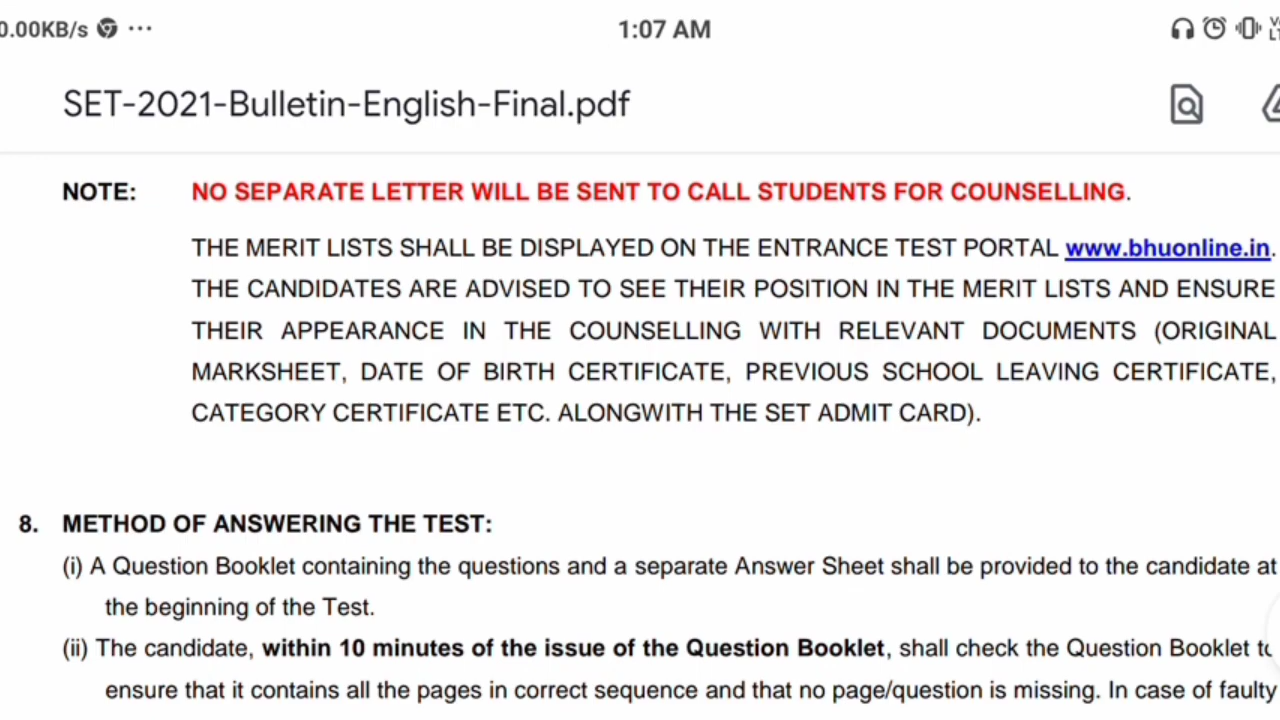 0.00KB/s ...
1:07 AM
SET-2021-Bulletin-English-Final.pdf
NOTE: NO SEPARATE LETTER WILL BE SENT TO CALL STUDENTS FOR COUNSELLING.
THE MERIT LISTS SHALL BE DISPLAYED ON THE ENTRANCE TEST PORTAL www.bhuonline.in.
THE CANDIDATES ARE ADVISED TO SEE THEIR POSITION IN THE MERIT LISTS AND ENSURE
THEIR APPEARANCE IN THE COUNSELLING WITH RELEVANT DOCUMENTS (ORIGINAL
MARKSHEET, DATE OF BIRTH CERTIFICATE, PREVIOUS SCHOOL LEAVING CERTIFICATE,
CATEGORY CERTIFICATE ETC. ALONGWITH THE SET ADMIT CARD).
8. METHOD OF ANSWERING THE TEST:
(i) A Question Booklet containing the questions and a separate Answer Sheet shall be provided to the candidate at
the beginning of the Test.
(ii) The candidate, within 10 minutes of the issue of the Question Booklet, shall check the Question Booklet to
ensure that it contains all the pages in correct sequence and that no page/question is missing. In case of faulty